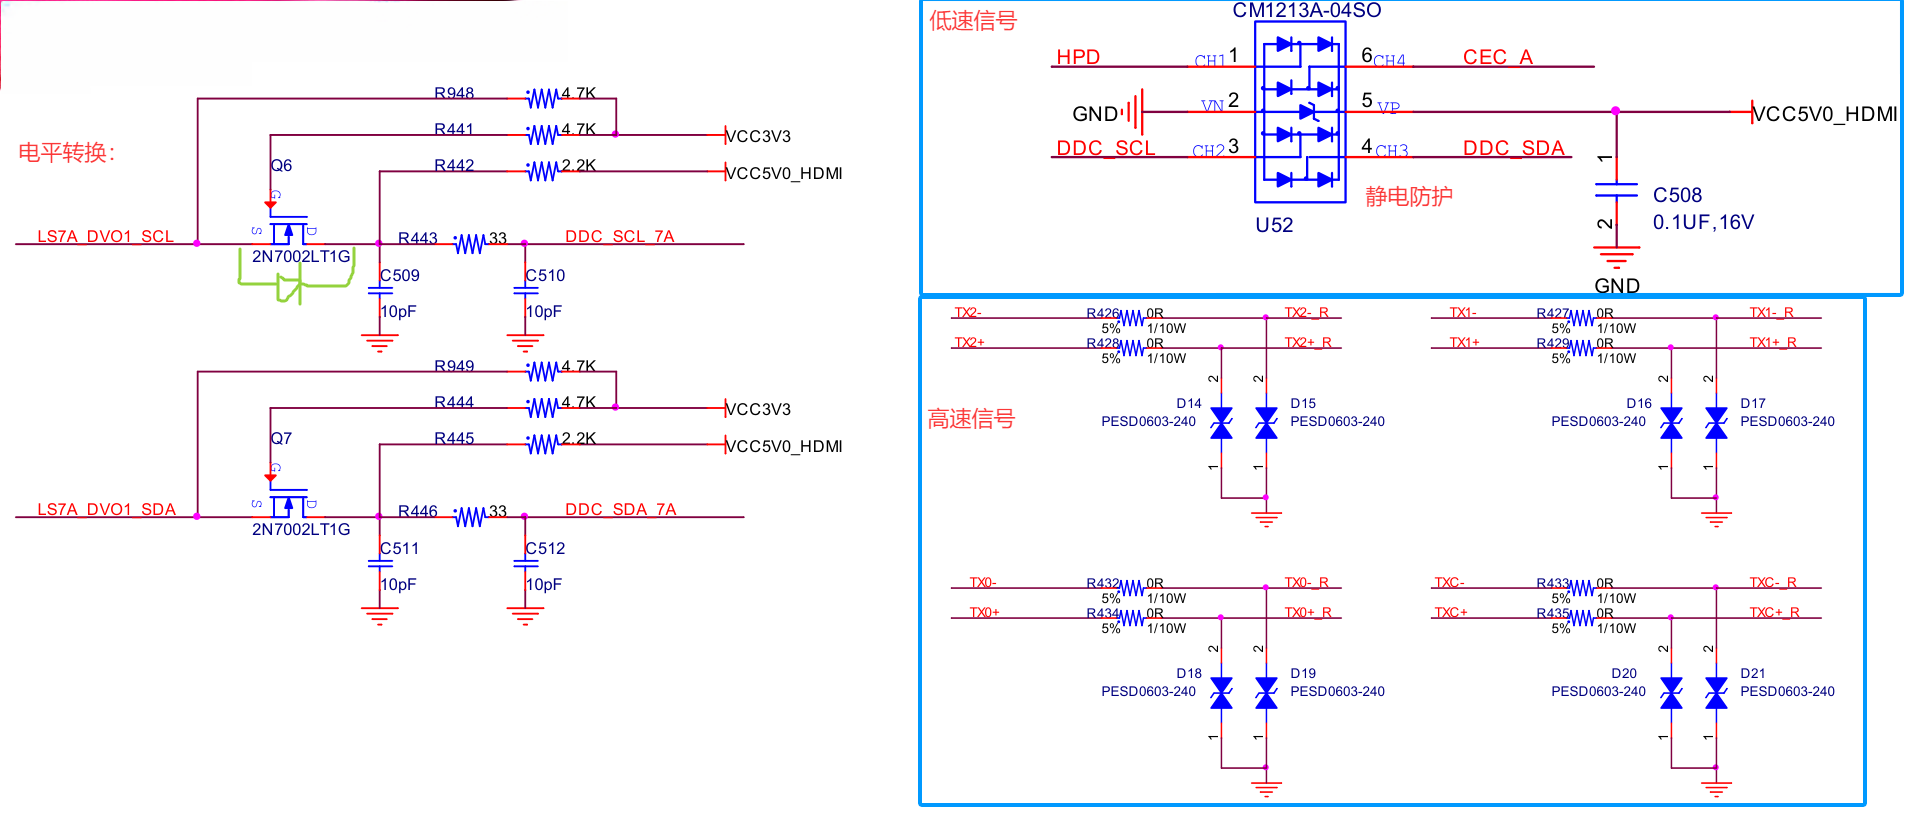 电平转换:
R948 4.7K
R441 4.7K
VCC3V3
R442 2.2K
VCC5V0_HDMI
Q6
G
S D
LS7A_DVO1_SCL
2N7002LT1G
R443 33
DDC_SCL_7A
C509
10pF
C510
10pF
R949 4.7K
R444 4.7K
VCC3V3
R445 2.2K
VCC5V0_HDMI
Q7
G
S D
LS7A_DVO1_SDA
2N7002LT1G
R446 33
DDC_SDA_7A
C511
10pF
C512
10pF
低速信号
CM1213A-04SO
HPD CH1 1 6 CH4 CEC_A
GND VN 2 5 VP VCC5V0_HDMI
DDC_SCL CH2 3 4 CH3 DDC_SDA
静电防护
U52
1
C508
2
0.1UF,16V
GND
高速信号
TX2- R426 0R TX2-_R
5% 1/10W
TX2+ R428 0R TX2+_R
5% 1/10W
2 2
D14 D15
PESD0603-240 PESD0603-240
1 1
TX1- R427 0R TX1-_R
5% 1/10W
TX1+ R429 0R TX1+_R
5% 1/10W
2 2
D16 D17
PESD0603-240 PESD0603-240
1 1
TX0- R432 0R TX0-_R
5% 1/10W
TX0+ R434 0R TX0+_R
5% 1/10W
2 2
D18 D19
PESD0603-240 PESD0603-240
1 1
TXC- R433 0R TXC-_R
5% 1/10W
TXC+ R435 0R TXC+_R
5% 1/10W
2 2
D20 D21
PESD0603-240 PESD0603-240
1 1